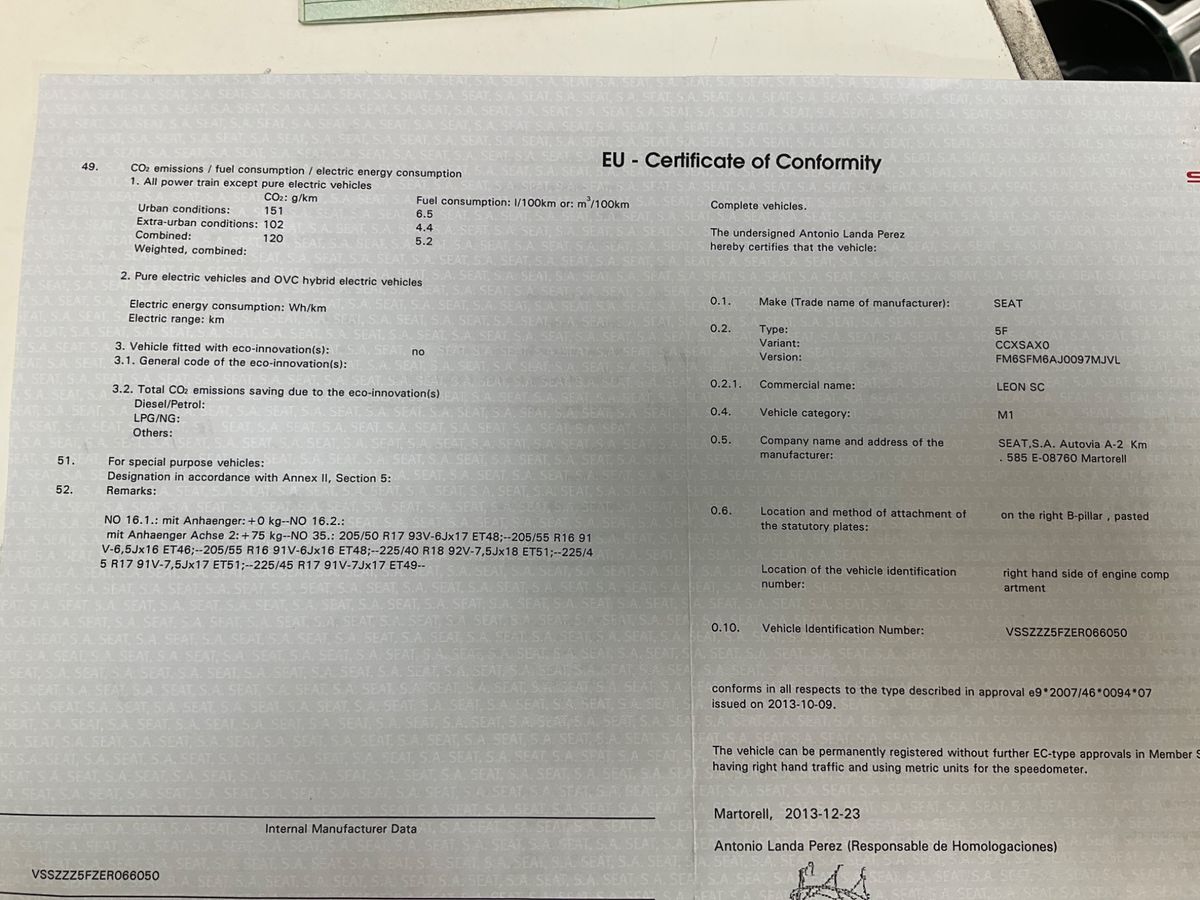 49. CO₂ emissions / fuel consumption / electric energy consumption
1. All power train except pure electric vehicles
CO₂: g/km Fuel consumption: l/100km or: m³/100km
Urban conditions: 151 6.5
Extra-urban conditions: 102 4.4
Combined: 120 5.2
Weighted, combined:
2. Pure electric vehicles and OVC hybrid electric vehicles
Electric energy consumption: Wh/km
Electric range: km
3. Vehicle fitted with eco-innovation(s): no
3.1. General code of the eco-innovation(s):
3.2. Total CO₂ emissions saving due to the eco-innovation(s)
Diesel/Petrol:
LPG/NG:
Others:
51. For special purpose vehicles:
Designation in accordance with Annex II, Section 5:
52. Remarks:
NO 16.1.: mit Anhaenger: +0 kg--NO 16.2.:
mit Anhaenger Achse 2: +75 kg--NO 35.: 205/50 R17 93V-6Jx17 ET48;--205/55 R16 91
V-6,5Jx16 ET46;--205/55 R16 91V-6Jx16 ET48;--225/40 R18 92V-7,5Jx18 ET51;--225/4
5 R17 91V-7,5Jx17 ET51;--225/45 R17 91V-7Jx17 ET49--
Internal Manufacturer Data
VSSZZZ5FZER066050
EU - Certificate of Conformity
Complete vehicles.
The undersigned Antonio Landa Perez
hereby certifies that the vehicle:
0.1. Make (Trade name of manufacturer): SEAT
0.2. Type: 5F
Variant: CCXSAX0
Version: FM6SFM6AJ0097MJVL
0.2.1. Commercial name: LEON SC
0.4. Vehicle category: M1
0.5. Company name and address of the SEAT,S.A. Autovia A-2 Km
manufacturer: . 585 E-08760 Martorell
0.6. Location and method of attachment of on the right B-pillar , pasted
the statutory plates:
Location of the vehicle identification right hand side of engine comp
number: artment
0.10. Vehicle Identification Number: VSSZZZ5FZER066050
conforms in all respects to the type described in approval e9*2007/46*0094*07
issued on 2013-10-09.
The vehicle can be permanently registered without further EC-type approvals in Member S
having right hand traffic and using metric units for the speedometer.
Martorell, 2013-12-23
Antonio Landa Perez (Responsable de Homologaciones)